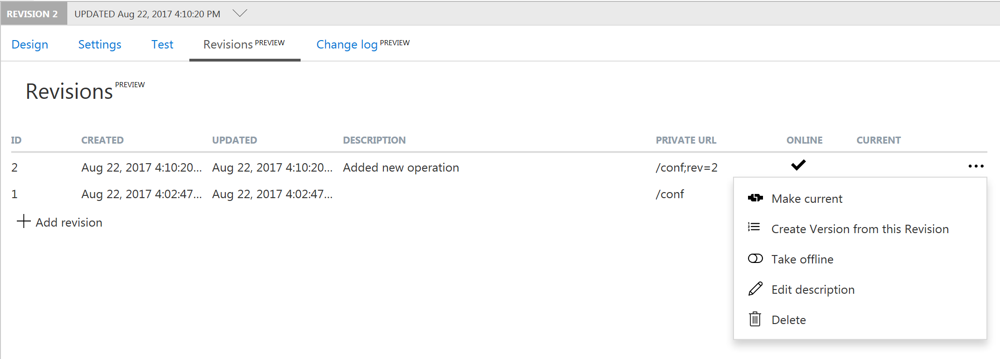 REVISION 2 UPDATED Aug 22, 2017 4:10:20 PM
Design Settings Test Revisions PREVIEW Change log PREVIEW
Revisions PREVIEW
ID CREATED UPDATED DESCRIPTION PRIVATE URL ONLINE CURRENT
2 Aug 22, 2017 4:10:20... Aug 22, 2017 4:10:20... Added new operation /conf;rev=2
1 Aug 22, 2017 4:02:47... Aug 22, 2017 4:02:47... /conf
Add revision
Make current
Create Version from this Revision
Take offline
Edit description
Delete